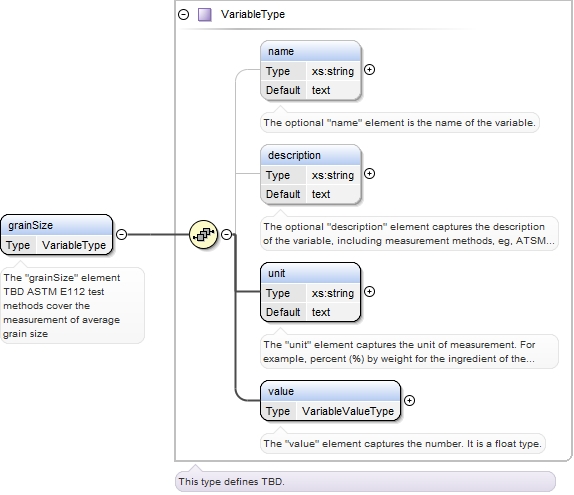 VariableType
name
Type xs:string
Default text
The optional "name" element is the name of the variable.
description
Type xs:string
Default text
The optional "description" element captures the description
of the variable, including measurement methods, eg, ATSM...
grainSize
Type VariableType
The "grainSize" element
TBD ASTM E112 test
methods cover the
measurement of average
grain size
unit
Type xs:string
Default text
The "unit" element captures the unit of measurement. For
example, percent (%) by weight for the ingredient of the...
value
Type VariableValueType
The "value" element captures the number. It is a float type.
This type defines TBD.